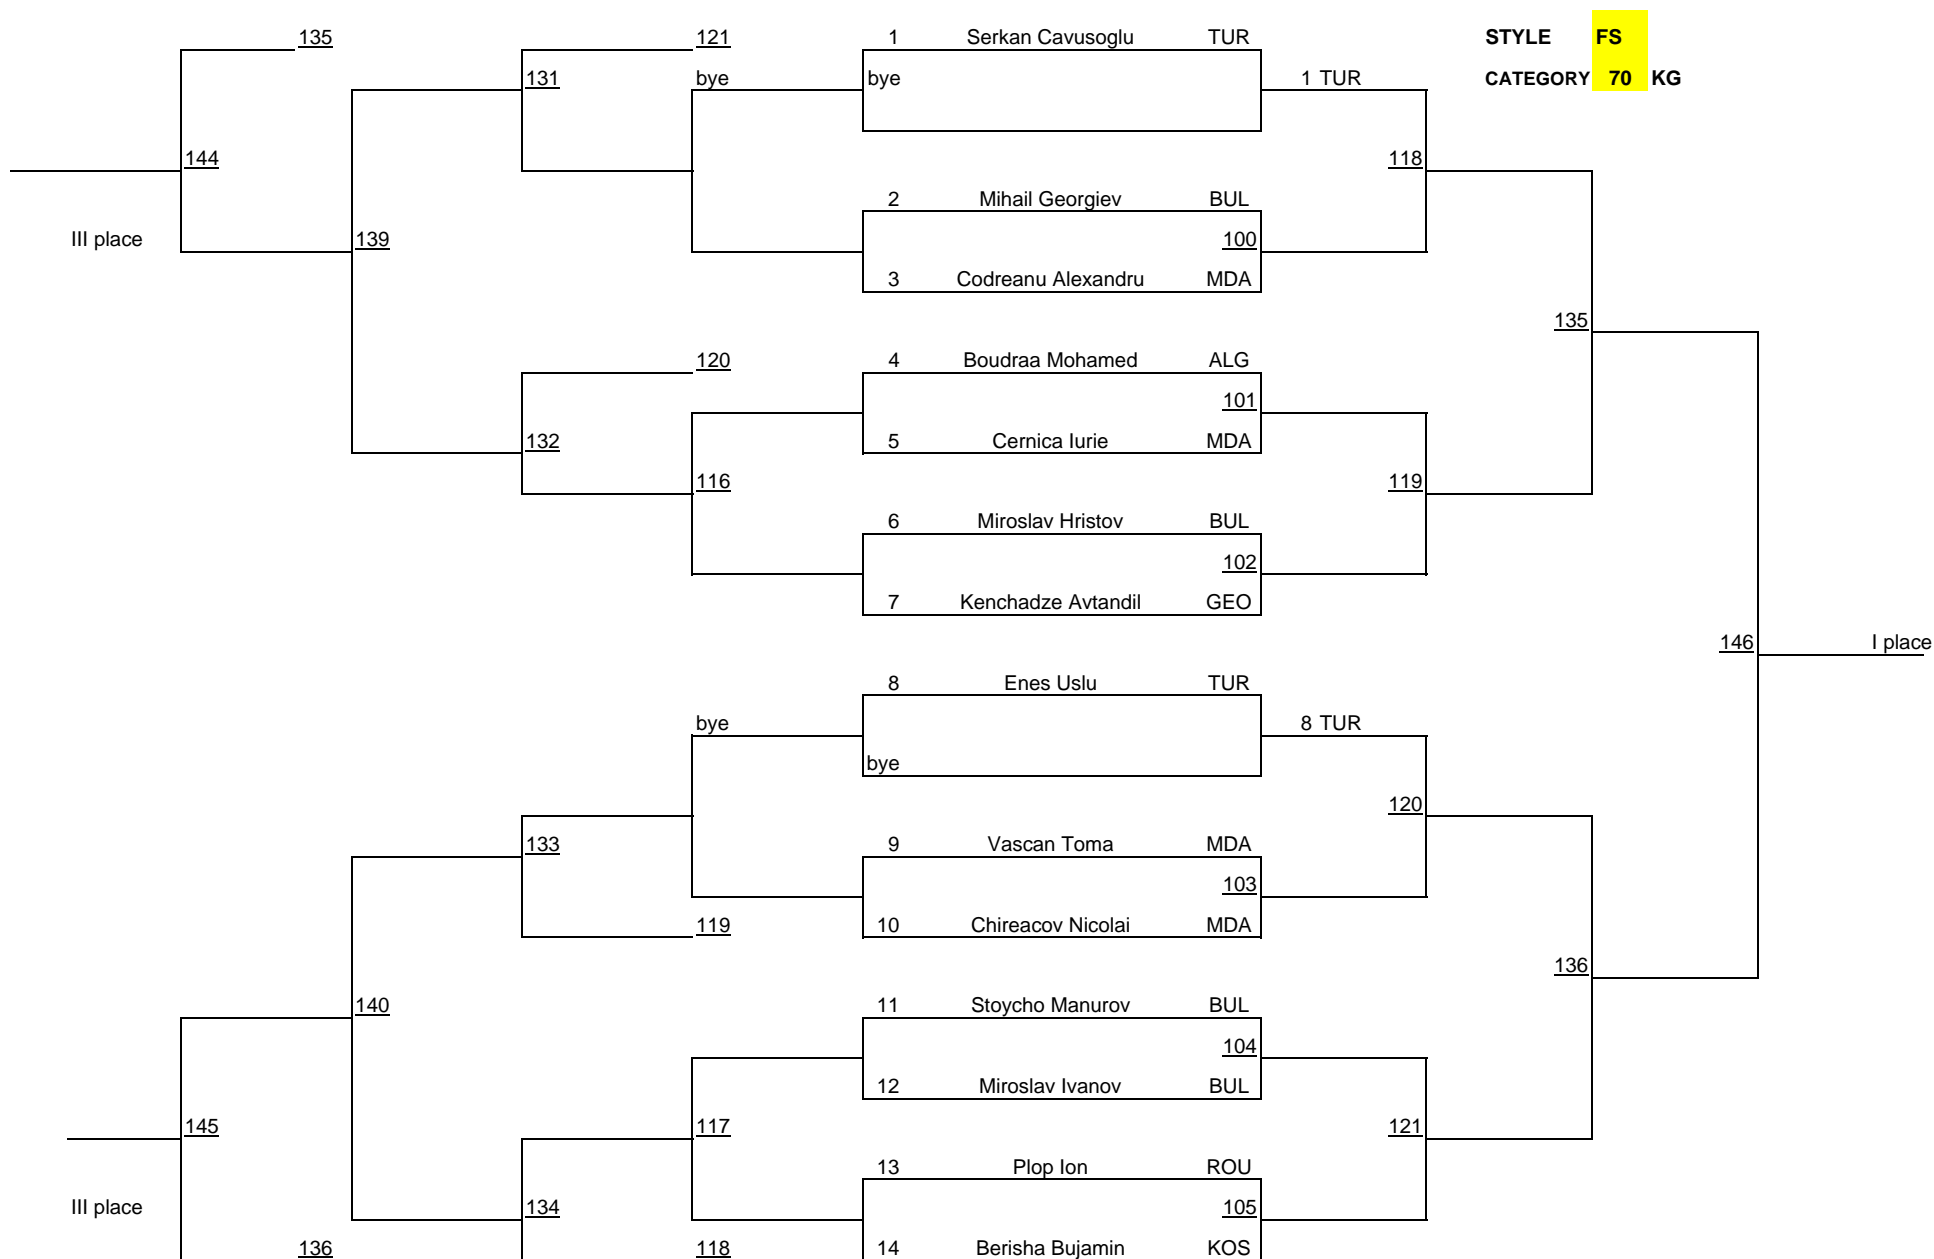 135 121 1 Serkan Cavusoglu TUR STYLE FS
131 bye bye 1 TUR CATEGORY 70 KG
144 118
2 Mihail Georgiev BUL
III place 139 100
3 Codreanu Alexandru MDA
135
120 4 Boudraa Mohamed ALG
101
132 5 Cernica Iurie MDA
116 119
6 Miroslav Hristov BUL
102
7 Kenchadze Avtandil GEO
146 I place
8 Enes Uslu TUR
bye 8 TUR
bye
120
133 9 Vascan Toma MDA
103
119 10 Chireacov Nicolai MDA
136
140 11 Stoycho Manurov BUL
104
12 Miroslav Ivanov BUL
145 117 121
13 Plop Ion ROU
III place 134 105
136 118 14 Berisha Bujamin KOS